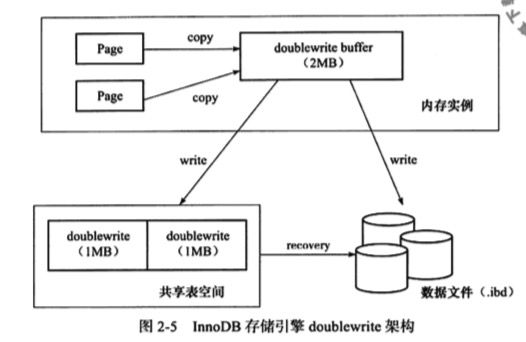 copy
Page
doublewrite buffer
（2MB）
Page
copy
内存实例
write
write
doublewrite
（1MB）
doublewrite
（1MB）
recovery
共享表空间
数据文件（.ibd）
图 2-5 InnoDB 存储引擎 doublewrite 架构